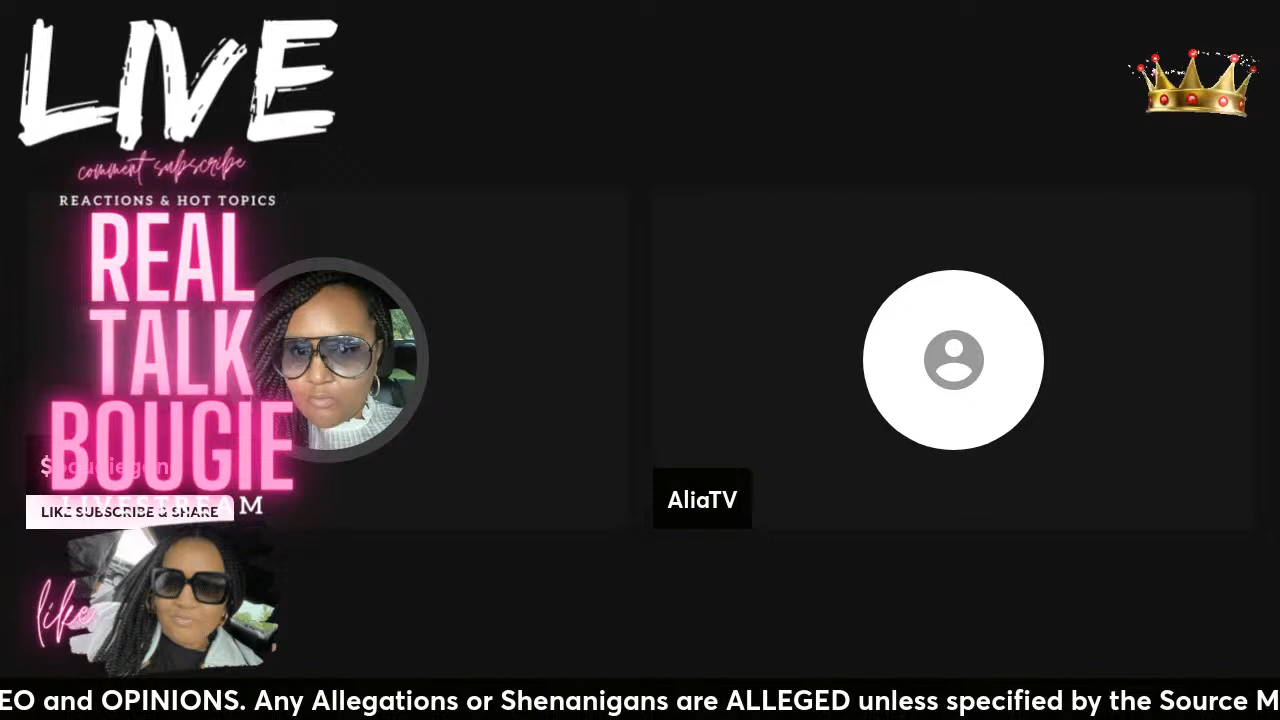 LIVE
comment subscribe
REACTIONS & HOT TOPICS
REAL
TALK
BOUGIE
LIVESTREAM
LIKE SUBSCRIBE & SHARE
AliaTV
like
EO and OPINIONS. Any Allegations or Shenanigans are ALLEGED unless specified by the Source M